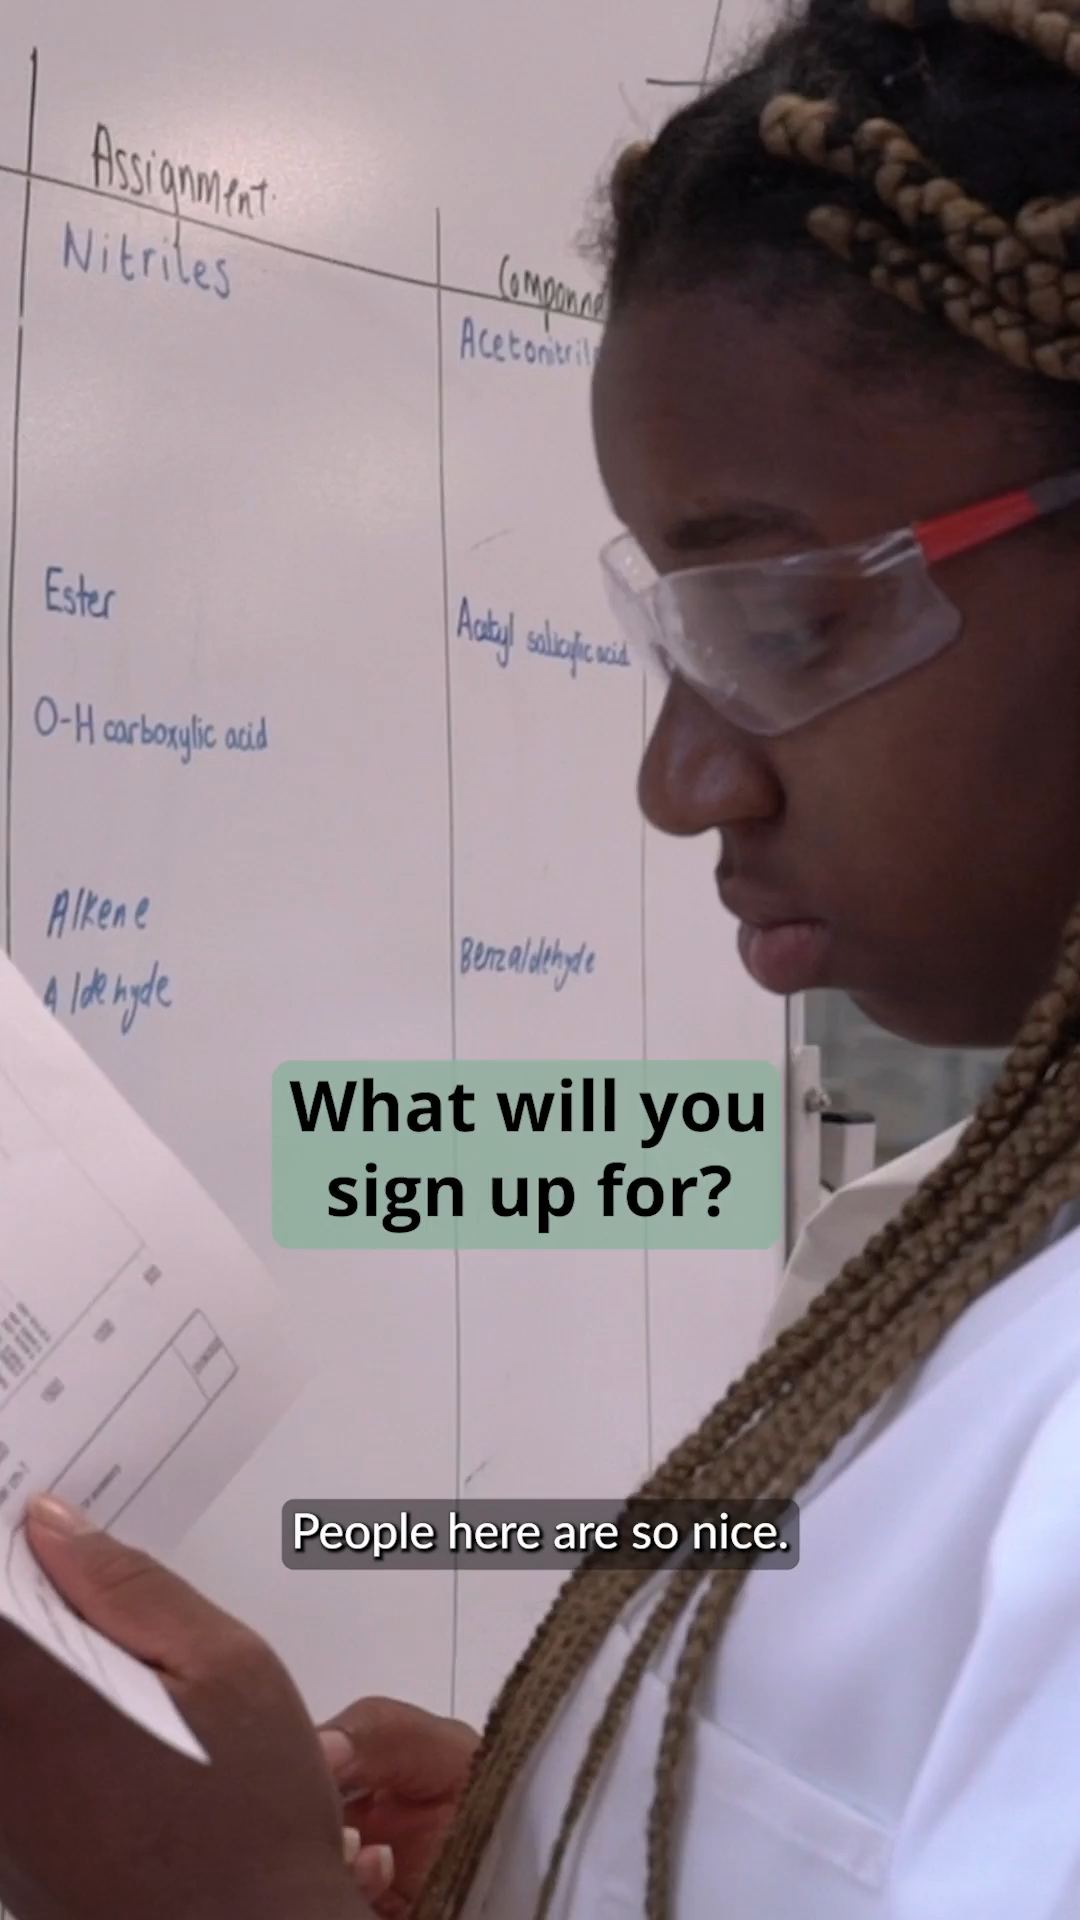 Assignment.
Nitriles
Acetonitril
Ester
Acetyl salicylic acid
O-H carboxylic acid
Alkene
Aldehyde
Benzaldehyde
What will you
sign up for?
People here are so nice.